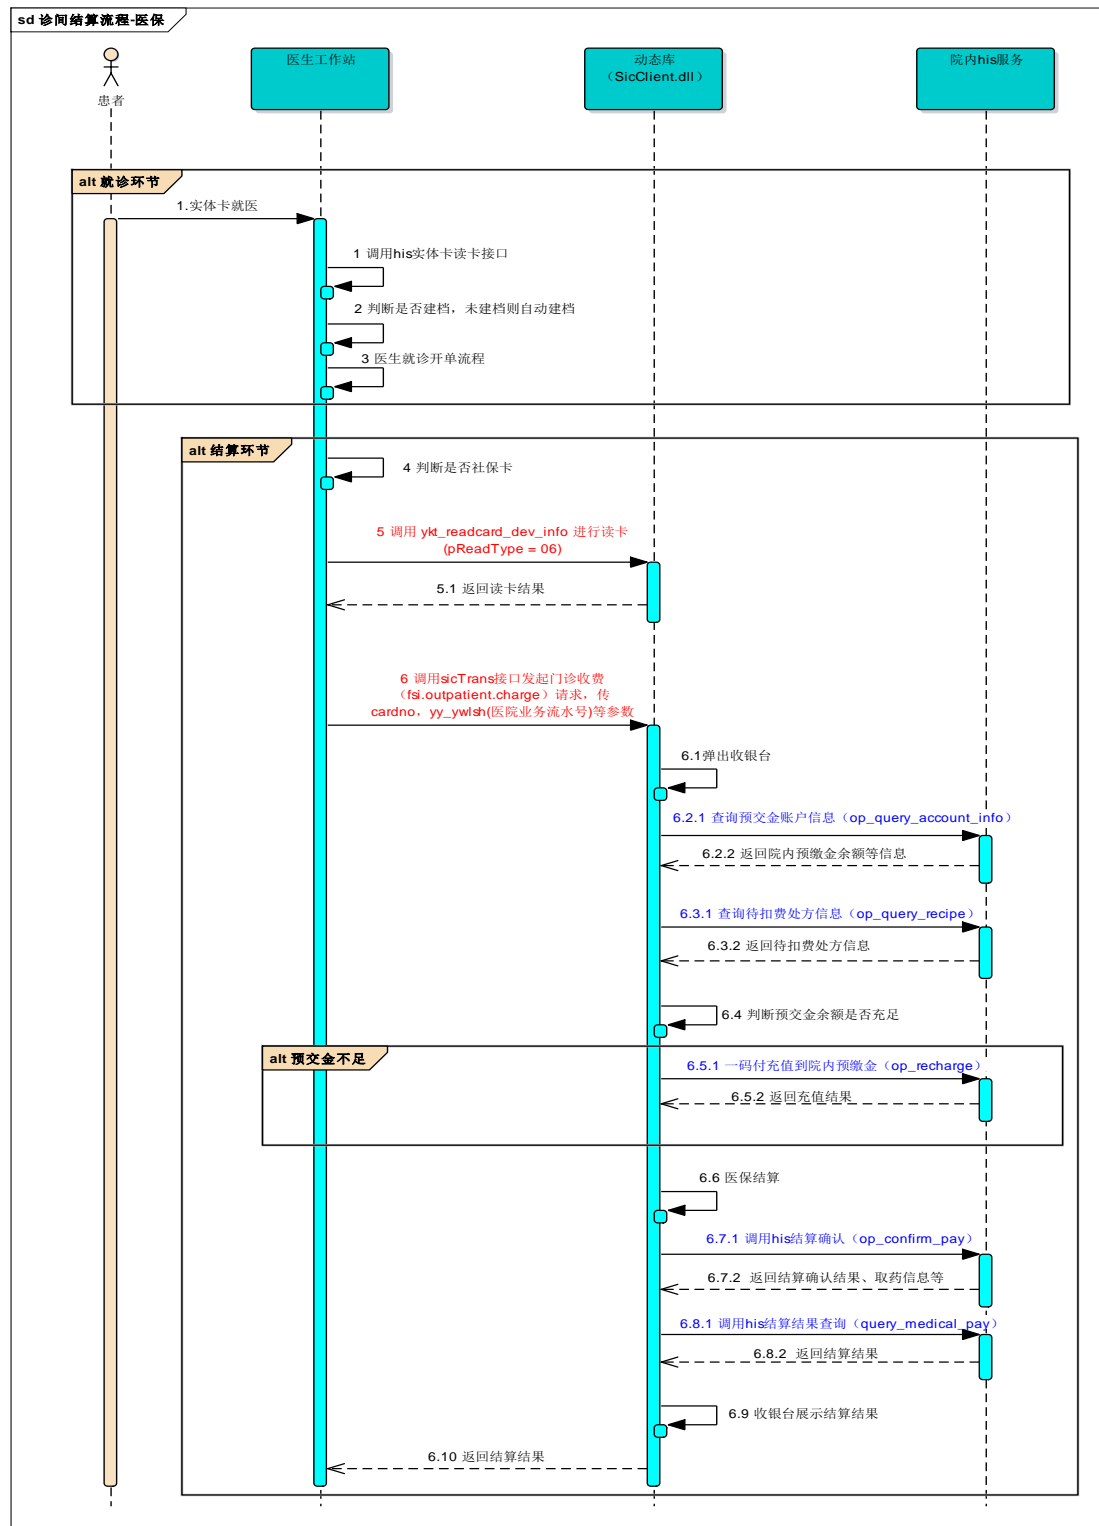 sd 诊间结算流程-医保
患者
医生工作站
动态库
（SicClient.dll）
院内his服务
alt 就诊环节
1.实体卡就医
1 调用his实体卡读卡接口
2 判断是否建档，未建档则自动建档
3 医生就诊开单流程
alt 结算环节
4 判断是否社保卡
5 调用 ykt_readcard_dev_info 进行读卡
(pReadType = 06)
5.1 返回读卡结果
6 调用sicTrans接口发起门诊收费
（fsi.outpatient.charge）请求，传
cardno，yy_ywlsh(医院业务流水号)等参数
6.1弹出收银台
6.2.1 查询预交金账户信息（op_query_account_info）
6.2.2 返回院内预缴金余额等信息
6.3.1 查询待扣费处方信息（op_query_recipe）
6.3.2 返回待扣费处方信息
6.4 判断预交金余额是否充足
alt 预交金不足
6.5.1 一码付充值到院内预缴金（op_recharge）
6.5.2 返回充值结果
6.6 医保结算
6.7.1 调用his结算确认（op_confirm_pay）
6.7.2 返回结算确认结果、取药信息等
6.8.1 调用his结算结果查询（query_medical_pay）
6.8.2 返回结算结果
6.9 收银台展示结算结果
6.10 返回结算结果